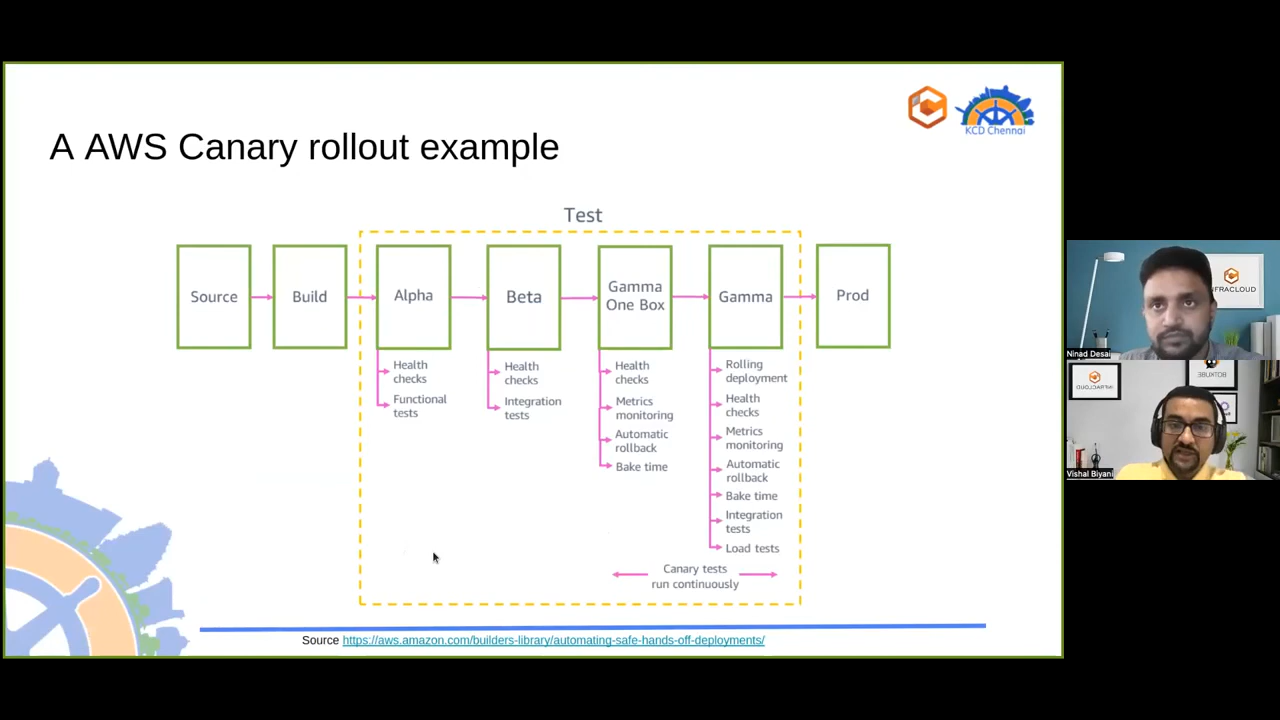 KCD Chennai
A AWS Canary rollout example
Test
Source
Build
Alpha
Beta
Gamma
One Box
Gamma
Prod
Health
checks
Functional
tests
Health
checks
Integration
tests
Health
checks
Metrics
monitoring
Automatic
rollback
Bake time
Rolling
deployment
Health
checks
Metrics
monitoring
Automatic
rollback
Bake time
Integration
tests
Load tests
Canary tests
run continuously
Source https://aws.amazon.com/builders-library/automating-safe-hands-off-deployments/
Ninad Desai
Vishal Biyani